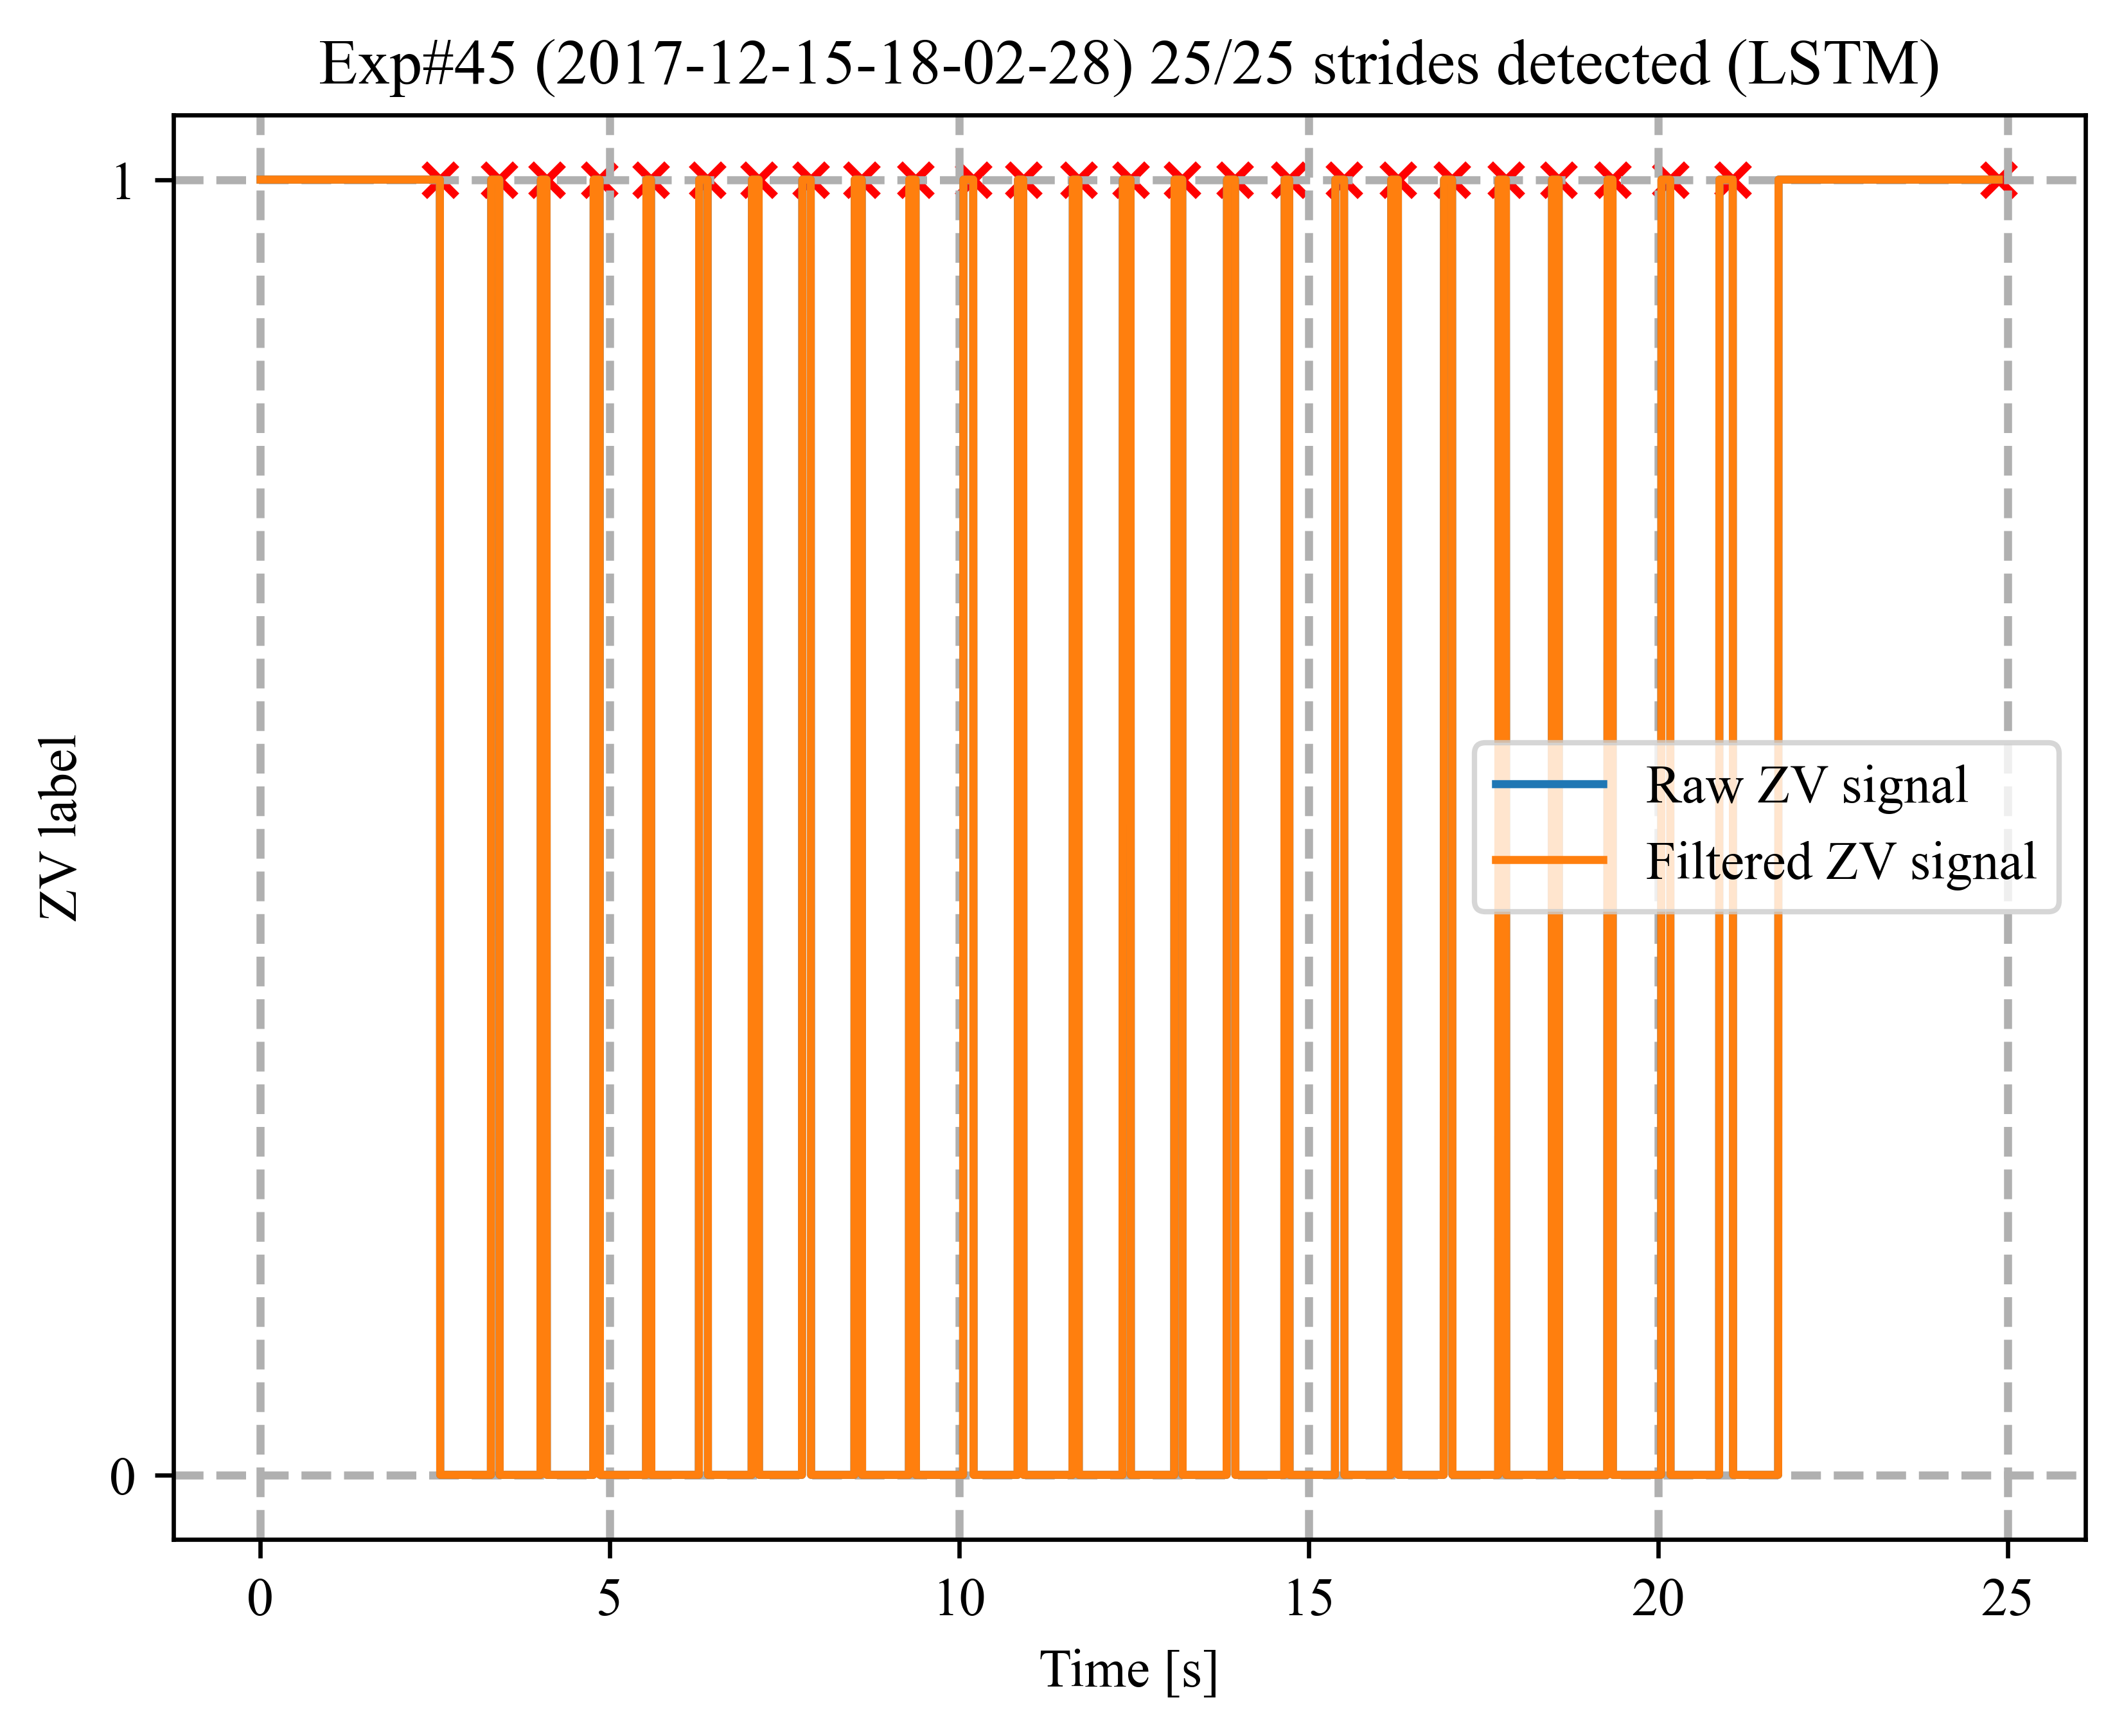 Exp#45 (2017-12-15-18-02-28) 25/25 strides detected (LSTM)
1
ZV label
Raw ZV signal
Filtered ZV signal
0
0 5 10 15 20 25
Time [s]